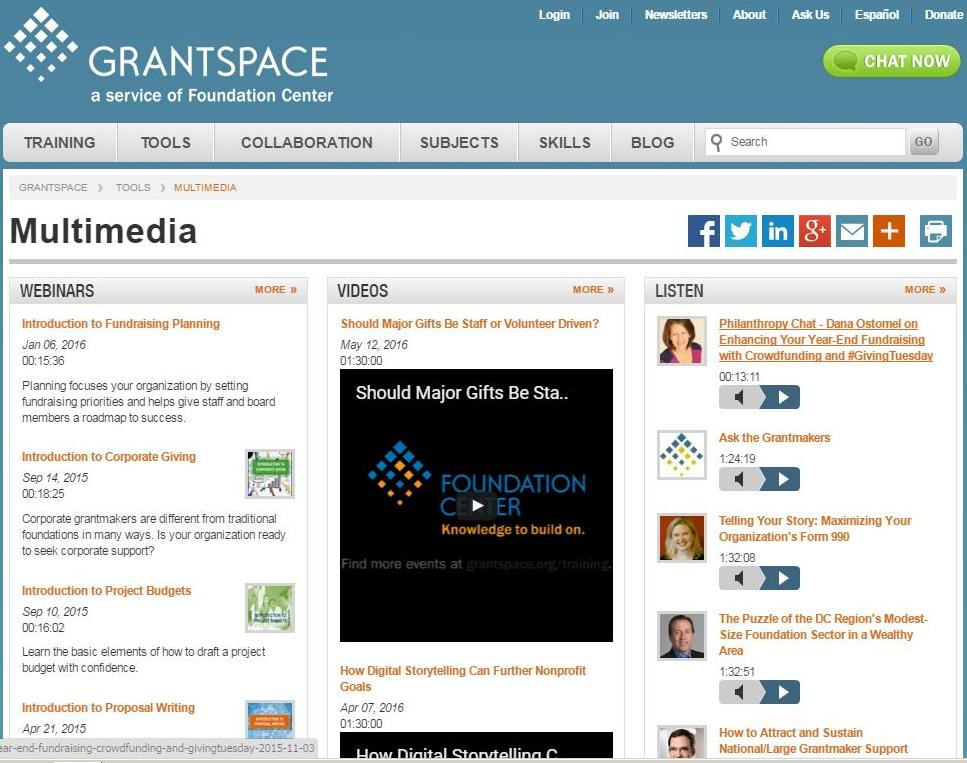 Login Join Newsletters About Ask Us Español Donate
GRANTSPACE
a service of Foundation Center
CHAT NOW
TRAINING TOOLS COLLABORATION SUBJECTS SKILLS BLOG Search GO
GRANTSPACE TOOLS MULTIMEDIA
Multimedia
WEBINARS MORE »
Introduction to Fundraising Planning
Jan 06, 2016
00:15:36
Planning focuses your organization by setting
fundraising priorities and helps give staff and board
members a roadmap to success.
Introduction to Corporate Giving
Sep 14, 2015
00:18:25
Corporate grantmakers are different from traditional
foundations in many ways. Is your organization ready
to seek corporate support?
Introduction to Project Budgets
Sep 10, 2015
00:16:02
Learn the basic elements of how to draft a project
budget with confidence.
Introduction to Proposal Writing
Apr 21, 2015
ear-end-fundraising-crowdfunding-and-givingtuesday-2015-11-03
VIDEOS MORE »
Should Major Gifts Be Staff or Volunteer Driven?
May 12, 2016
01:30:00
Should Major Gifts Be Sta..
FOUNDATION
CENTER
Knowledge to build on.
Find more events at grantspace.org/training.
How Digital Storytelling Can Further Nonprofit
Goals
Apr 07, 2016
01:30:00
How Digital Storytelling C
LISTEN MORE »
Philanthropy Chat - Dana Ostomel on
Enhancing Your Year-End Fundraising
with Crowdfunding and #GivingTuesday
00:13:11
Ask the Grantmakers
1:24:19
Telling Your Story: Maximizing Your
Organization's Form 990
1:32:08
The Puzzle of the DC Region's Modest-
Size Foundation Sector in a Wealthy
Area
1:32:51
How to Attract and Sustain
National/Large Grantmaker Support